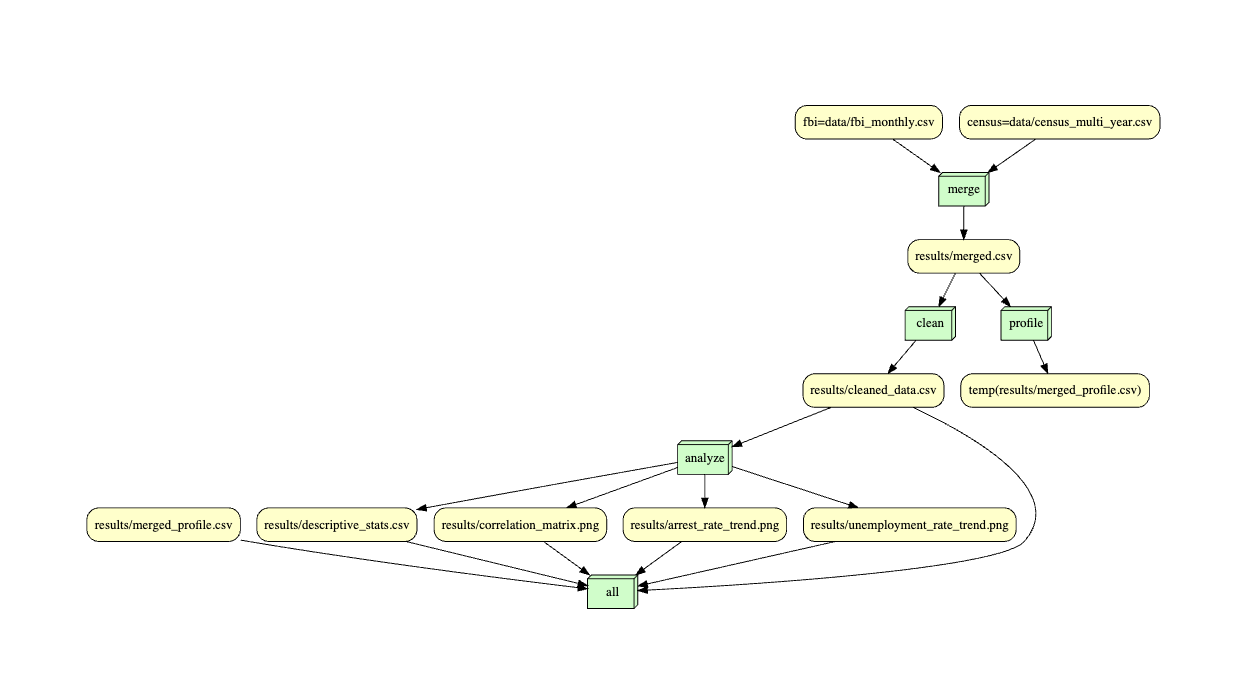 fbi=data/fbi_monthly.csv
census=data/census_multi_year.csv
merge
results/merged.csv
clean
profile
results/cleaned_data.csv
temp(results/merged_profile.csv)
analyze
results/merged_profile.csv
results/descriptive_stats.csv
results/correlation_matrix.png
results/arrest_rate_trend.png
results/unemployment_rate_trend.png
all